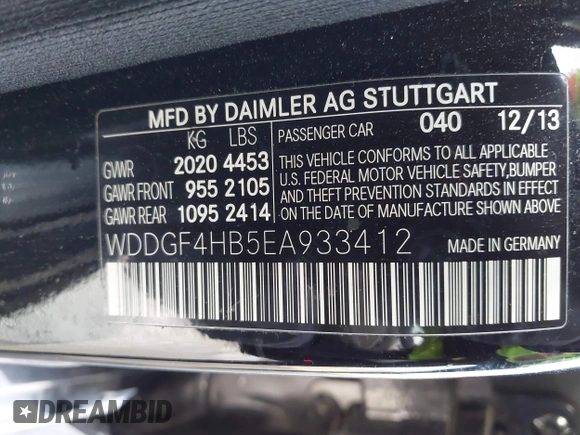 MFD BY DAIMLER AG STUTTGART
KG LBS PASSENGER CAR 040 12/13
GVWR 2020 4453
GAWR FRONT 955 2105
GAWR REAR 1095 2414
THIS VEHICLE CONFORMS TO ALL APPLICABLE
U.S. FEDERAL MOTOR VEHICLE SAFETY,BUMPER
AND THEFT PREVENTION STANDARDS IN EFFECT
ON THE DATE OF MANUFACTURE SHOWN ABOVE.
WDDGF4HB5EA933412 MADE IN GERMANY
DREAMBID